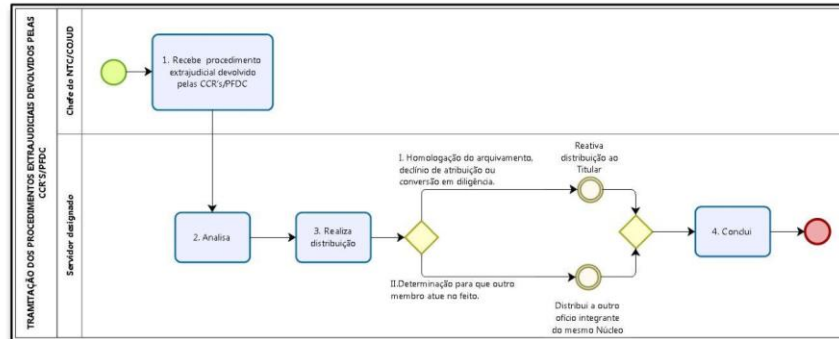 TRAMITAÇÃO DOS PROCEDIMENTOS EXTRAJUDICIAIS DEVOLVIDOS PELAS
CCR'S/PFDC
Chefe do NTC/COJUD
1. Recebe procedimento
extrajudicial devolvido
pelas CCR's/PFDC
Servidor designado
2. Analisa
3. Realiza
distribuição
I. Homologação do arquivamento,
declínio de atribuição ou
conversão em diligência.
Reativa
distribuição ao
Titular
II.Determinação para que outro
membro atue no feito.
Distribui a outro
ofício integrante
do mesmo Núcleo
4. Conclui